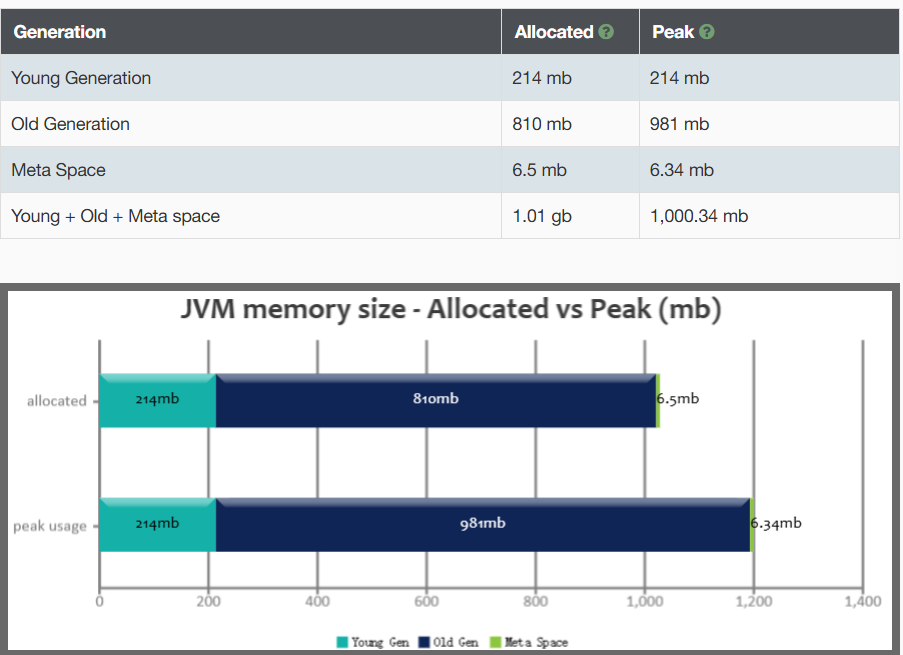 Generation Allocated ? Peak ?
Young Generation 214 mb 214 mb
Old Generation 810 mb 981 mb
Meta Space 6.5 mb 6.34 mb
Young + Old + Meta space 1.01 gb 1,000.34 mb
JVM memory size - Allocated vs Peak (mb)
allocated 214mb 810mb 6.5mb
peak usage 214mb 981mb 6.34mb
0 200 400 600 800 1,000 1,200 1,400
Young Gen Old Gen Meta Space